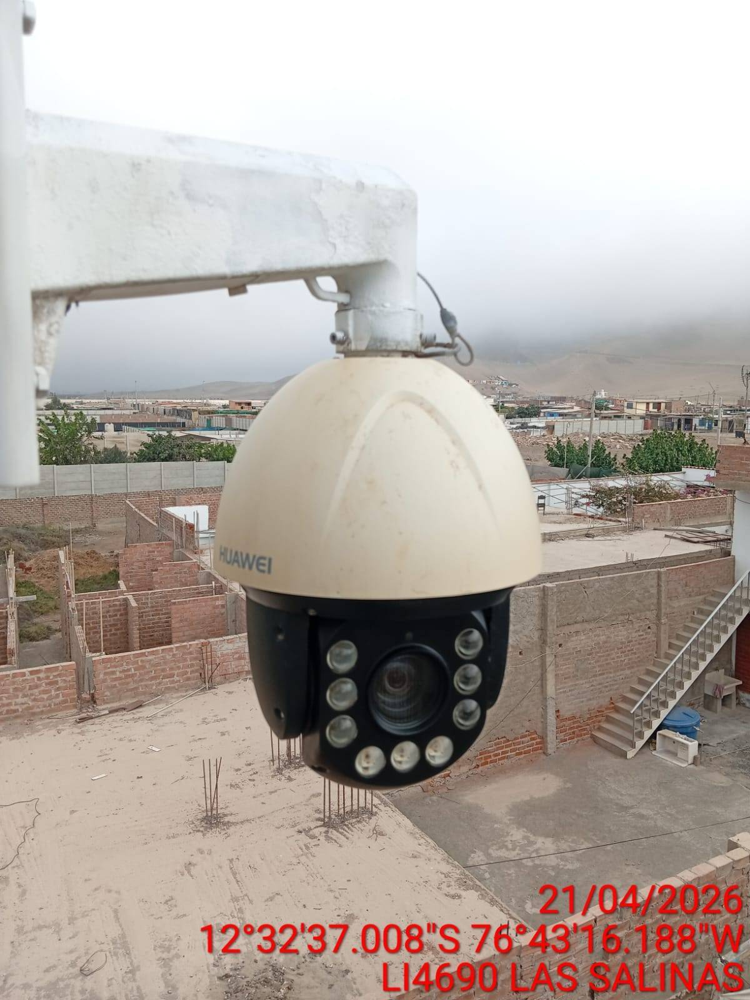 HUAWEI
21/04/2026
12°32'37.008"S 76°43'16.188"W
LI4690 LAS SALINAS